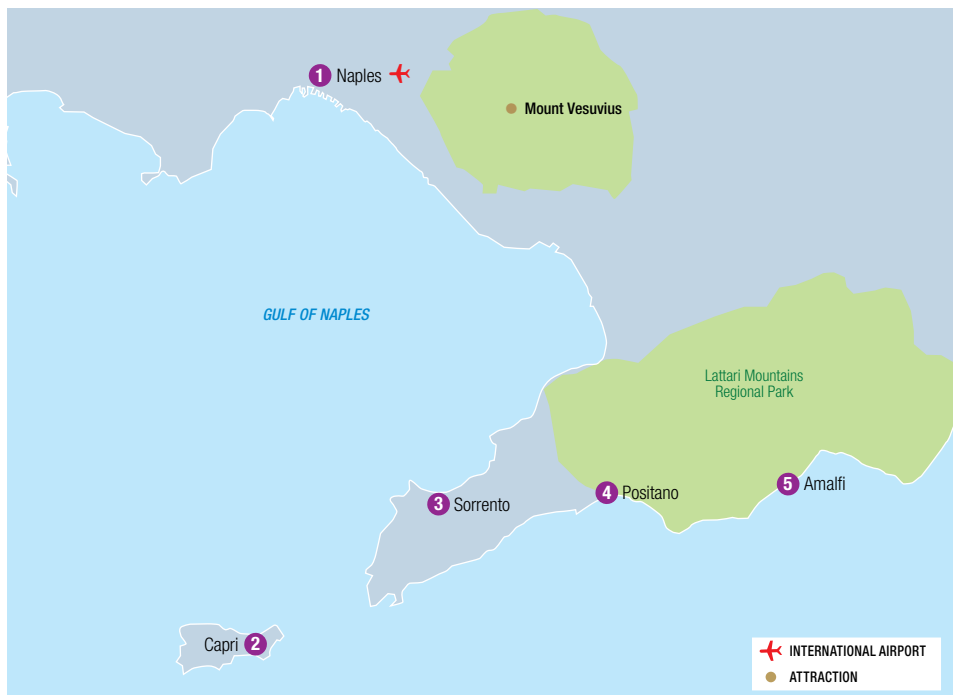 1 Naples
Mount Vesuvius
GULF OF NAPLES
Lattari Mountains
Regional Park
3 Sorrento
4 Positano
5 Amalfi
Capri 2
INTERNATIONAL AIRPORT
ATTRACTION